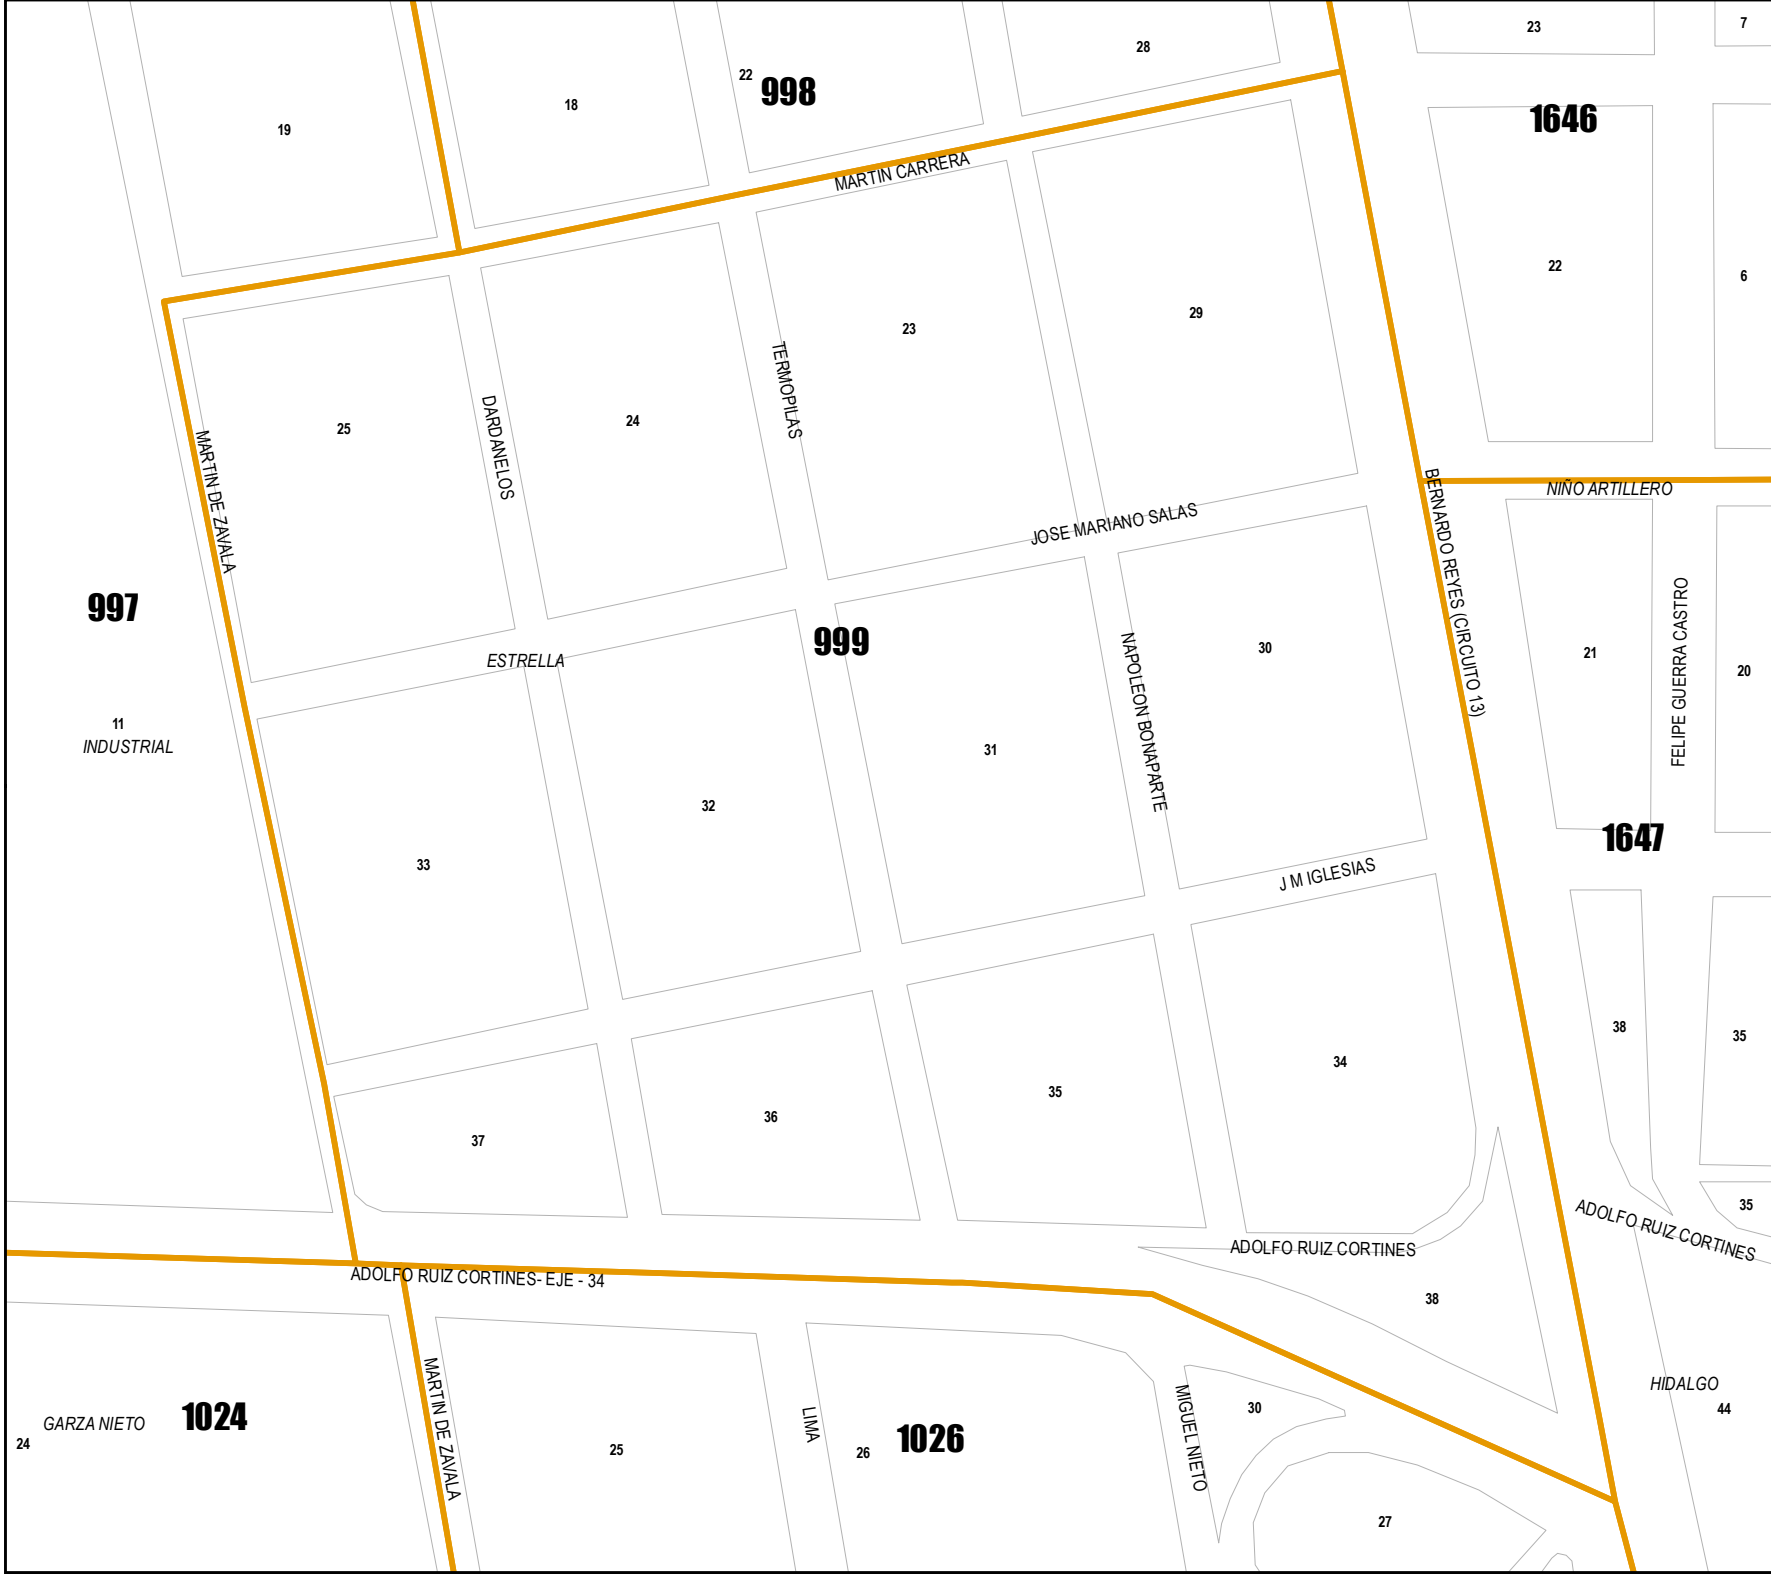 23
7
28
22
998
18
19
1646
MARTIN CARRERA
22
6
29
23
TERMOPILAS
24
25
DARDANELOS
MARTIN DE ZAVALA
JOSE MARIANO SALAS
NIÑO ARTILLERO
BERNARDO REYES (CIRCUITO 13)
997
999
ESTRELLA
NAPOLEON BONAPARTE
30
21
FELIPE GUERRA CASTRO
20
11
INDUSTRIAL
31
32
33
1647
J M IGLESIAS
38
35
34
35
36
37
35
ADOLFO RUIZ CORTINES
ADOLFO RUIZ CORTINES
ADOLFO RUIZ CORTINES- EJE - 34
38
HIDALGO
44
MARTIN DE ZAVALA
GARZA NIETO
1024
24
25
LIMA
26
1026
MIGUEL NIETO
30
27